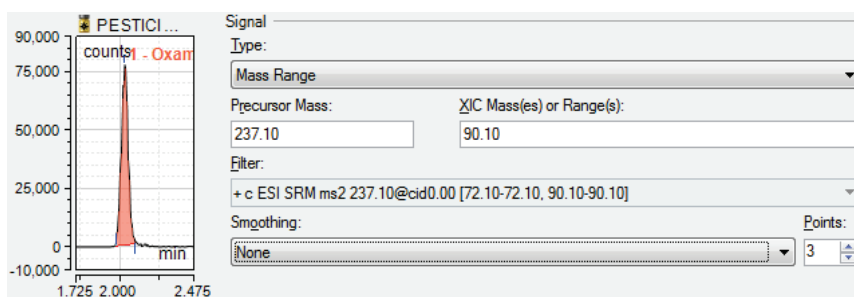 PESTICI ...
90,000
counts
1 - Oxam
75,000
50,000
25,000
0
min
-10,000
1.725 2.000 2.475
Signal
Type:
Mass Range
Precursor Mass: XIC Mass(es) or Range(s):
237.10 90.10
Filter:
+ c ESI SRM ms2 237.10@cid0.00 [72.10-72.10, 90.10-90.10]
Smoothing: Points:
None 3